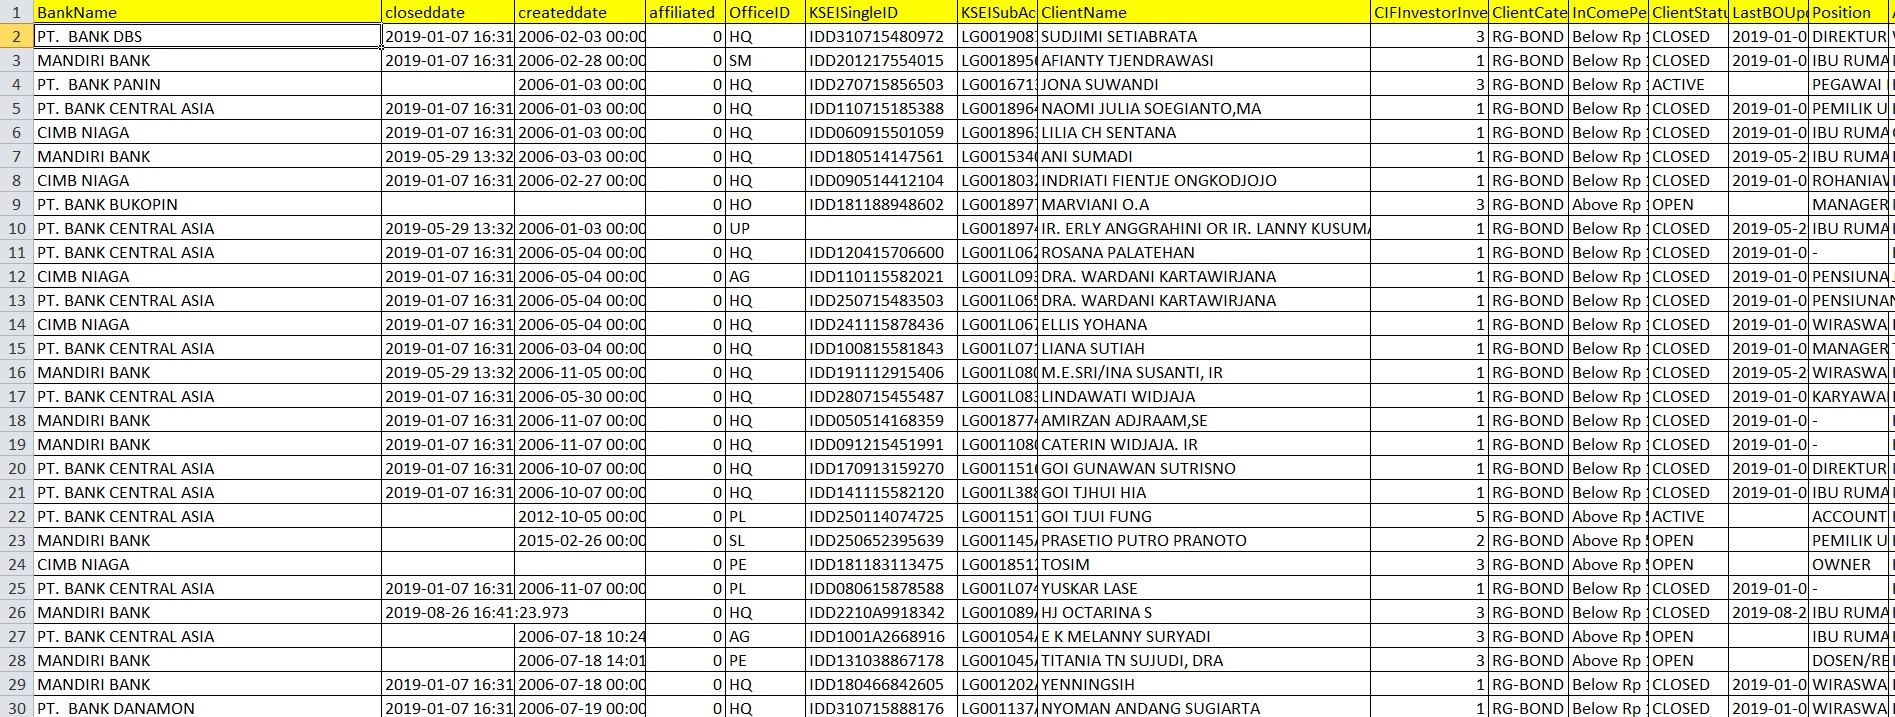 1 BankName closeddate createddate affiliated OfficeID KSEISingleID KSEISubAc ClientName CIFInvestorInve ClientCate InComePe ClientStatu LastBOUp Position
2 PT. BANK DBS 2019-01-07 16:31 2006-02-03 00:00 0 HQ IDD310715480972 LG001908 SUDJIMI SETIABRATA 3 RG-BOND Below Rp CLOSED 2019-01-0 DIREKTUR
3 MANDIRI BANK 2019-01-07 16:31 2006-02-28 00:00 0 SM IDD201217554015 LG001895 AFIANTY TJENDRAWASI 1 RG-BOND Below Rp CLOSED 2019-01-0 IBU RUMA
4 PT. BANK PANIN 2006-01-03 00:00 0 HQ IDD270715856503 LG001671 JONA SUWANDI 3 RG-BOND Below Rp ACTIVE PEGAWAI
5 PT. BANK CENTRAL ASIA 2019-01-07 16:31 2006-01-03 00:00 0 HQ IDD110715185388 LG001896 NAOMI JULIA SOEGIANTO,MA 1 RG-BOND Below Rp CLOSED 2019-01-0 PEMILIK U
6 CIMB NIAGA 2019-01-07 16:31 2006-01-03 00:00 0 HQ IDD060915501059 LG001896 LILIA CH SENTANA 1 RG-BOND Below Rp CLOSED 2019-01-0 IBU RUMA
7 MANDIRI BANK 2019-05-29 13:32 2006-03-03 00:00 0 HQ IDD180514147561 LG001534 ANI SUMADI 1 RG-BOND Below Rp CLOSED 2019-05-2 IBU RUMA
8 CIMB NIAGA 2019-01-07 16:31 2006-02-27 00:00 0 HQ IDD090514412104 LG001803 INDRIATI FIENTJE ONGKODJOJO 1 RG-BOND Below Rp CLOSED 2019-01-0 ROHANIA
9 PT. BANK BUKOPIN 0 HO IDD181188948602 LG001897 MARVIANI O.A 3 RG-BOND Above Rp OPEN MANAGER
10 PT. BANK CENTRAL ASIA 2019-05-29 13:32 2006-01-03 00:00 0 UP LG001897 IR. ERLY ANGGRAHINI OR IR. LANNY KUSUM 1 RG-BOND Below Rp CLOSED 2019-05-2 IBU RUMA
11 PT. BANK CENTRAL ASIA 2019-01-07 16:31 2006-05-04 00:00 0 HQ IDD120415706600 LG001L062 ROSANA PALATEHAN 1 RG-BOND Below Rp CLOSED 2019-01-0 -
12 CIMB NIAGA 2019-01-07 16:31 2006-05-04 00:00 0 AG IDD110115582021 LG001L093 DRA. WARDANI KARTAWIRJANA 1 RG-BOND Below Rp CLOSED 2019-01-0 PENSIUNA
13 PT. BANK CENTRAL ASIA 2019-01-07 16:31 2006-05-04 00:00 0 HQ IDD250715483503 LG001L065 DRA. WARDANI KARTAWIRJANA 1 RG-BOND Below Rp CLOSED 2019-01-0 PENSIUNAN
14 CIMB NIAGA 2019-01-07 16:31 2006-05-04 00:00 0 HQ IDD241115878436 LG001L067 ELLIS YOHANA 1 RG-BOND Below Rp CLOSED 2019-01-0 WIRASWA
15 PT. BANK CENTRAL ASIA 2019-01-07 16:31 2006-03-04 00:00 0 HQ IDD100815581843 LG001L071 LIANA SUTIAH 1 RG-BOND Below Rp CLOSED 2019-01-0 MANAGER
16 MANDIRI BANK 2019-05-29 13:32 2006-11-05 00:00 0 HQ IDD191112915406 LG001L080 M.E.SRI/INA SUSANTI, IR 1 RG-BOND Below Rp CLOSED 2019-05-2 WIRASWA
17 PT. BANK CENTRAL ASIA 2019-01-07 16:31 2006-05-30 00:00 0 HQ IDD280715455487 LG001L083 LINDAWATI WIDJAJA 1 RG-BOND Below Rp CLOSED 2019-01-0 KARYAWA
18 MANDIRI BANK 2019-01-07 16:31 2006-11-07 00:00 0 HQ IDD050514168359 LG001877 AMIRZAN ADJRAAM,SE 1 RG-BOND Below Rp CLOSED 2019-01-0 -
19 MANDIRI BANK 2019-01-07 16:31 2006-11-07 00:00 0 HQ IDD091215451991 LG001108 CATERIN WIDJAJA. IR 1 RG-BOND Below Rp CLOSED 2019-01-0 -
20 PT. BANK CENTRAL ASIA 2019-01-07 16:31 2006-10-07 00:00 0 HQ IDD170913159270 LG001151 GOI GUNAWAN SUTRISNO 1 RG-BOND Below Rp CLOSED 2019-01-0 DIREKTUR
21 PT. BANK CENTRAL ASIA 2019-01-07 16:31 2006-10-07 00:00 0 HQ IDD141115582120 LG001L388 GOI TJHUI HIA 1 RG-BOND Below Rp CLOSED 2019-01-0 IBU RUMA
22 PT. BANK CENTRAL ASIA 2012-10-05 00:00 0 PL IDD250114074725 LG001151 GOI TJUI FUNG 5 RG-BOND Above Rp ACTIVE ACCOUNT
23 MANDIRI BANK 2015-02-26 00:00 0 SL IDD250652395639 LG001145 PRASETIO PUTRO PRANOTO 2 RG-BOND Above Rp OPEN PEMILIK U
24 CIMB NIAGA 0 PE IDD181183113475 LG001851 TOSIM 3 RG-BOND Above Rp OPEN OWNER
25 PT. BANK CENTRAL ASIA 2019-01-07 16:31 2006-11-07 00:00 0 PL IDD080615878588 LG001L074 YUSKAR LASE 1 RG-BOND Below Rp CLOSED 2019-01-0 -
26 MANDIRI BANK 2019-08-26 16:41:23.973 0 HQ IDD2210A9918342 LG001089 HJ OCTARINA S 3 RG-BOND Below Rp CLOSED 2019-08-2 IBU RUMA
27 PT. BANK CENTRAL ASIA 2006-07-18 10:24 0 AG IDD1001A2668916 LG001054 E K MELANNY SURYADI 3 RG-BOND Above Rp OPEN IBU RUMA
28 MANDIRI BANK 2006-07-18 14:01 0 PE IDD131038867178 LG001045 TITANIA TN SUJUDI, DRA 3 RG-BOND Above Rp OPEN DOSEN/RE
29 MANDIRI BANK 2019-01-07 16:31 2006-07-18 00:00 0 HQ IDD180466842605 LG001202 YENNINGSIH 1 RG-BOND Below Rp CLOSED 2019-01-0 WIRASWA
30 PT. BANK DANAMON 2019-01-07 16:31 2006-07-19 00:00 0 HQ IDD310715888176 LG001137 NYOMAN ANDANG SUGIARTA 1 RG-BOND Below Rp CLOSED 2019-01-0 WIRASWA